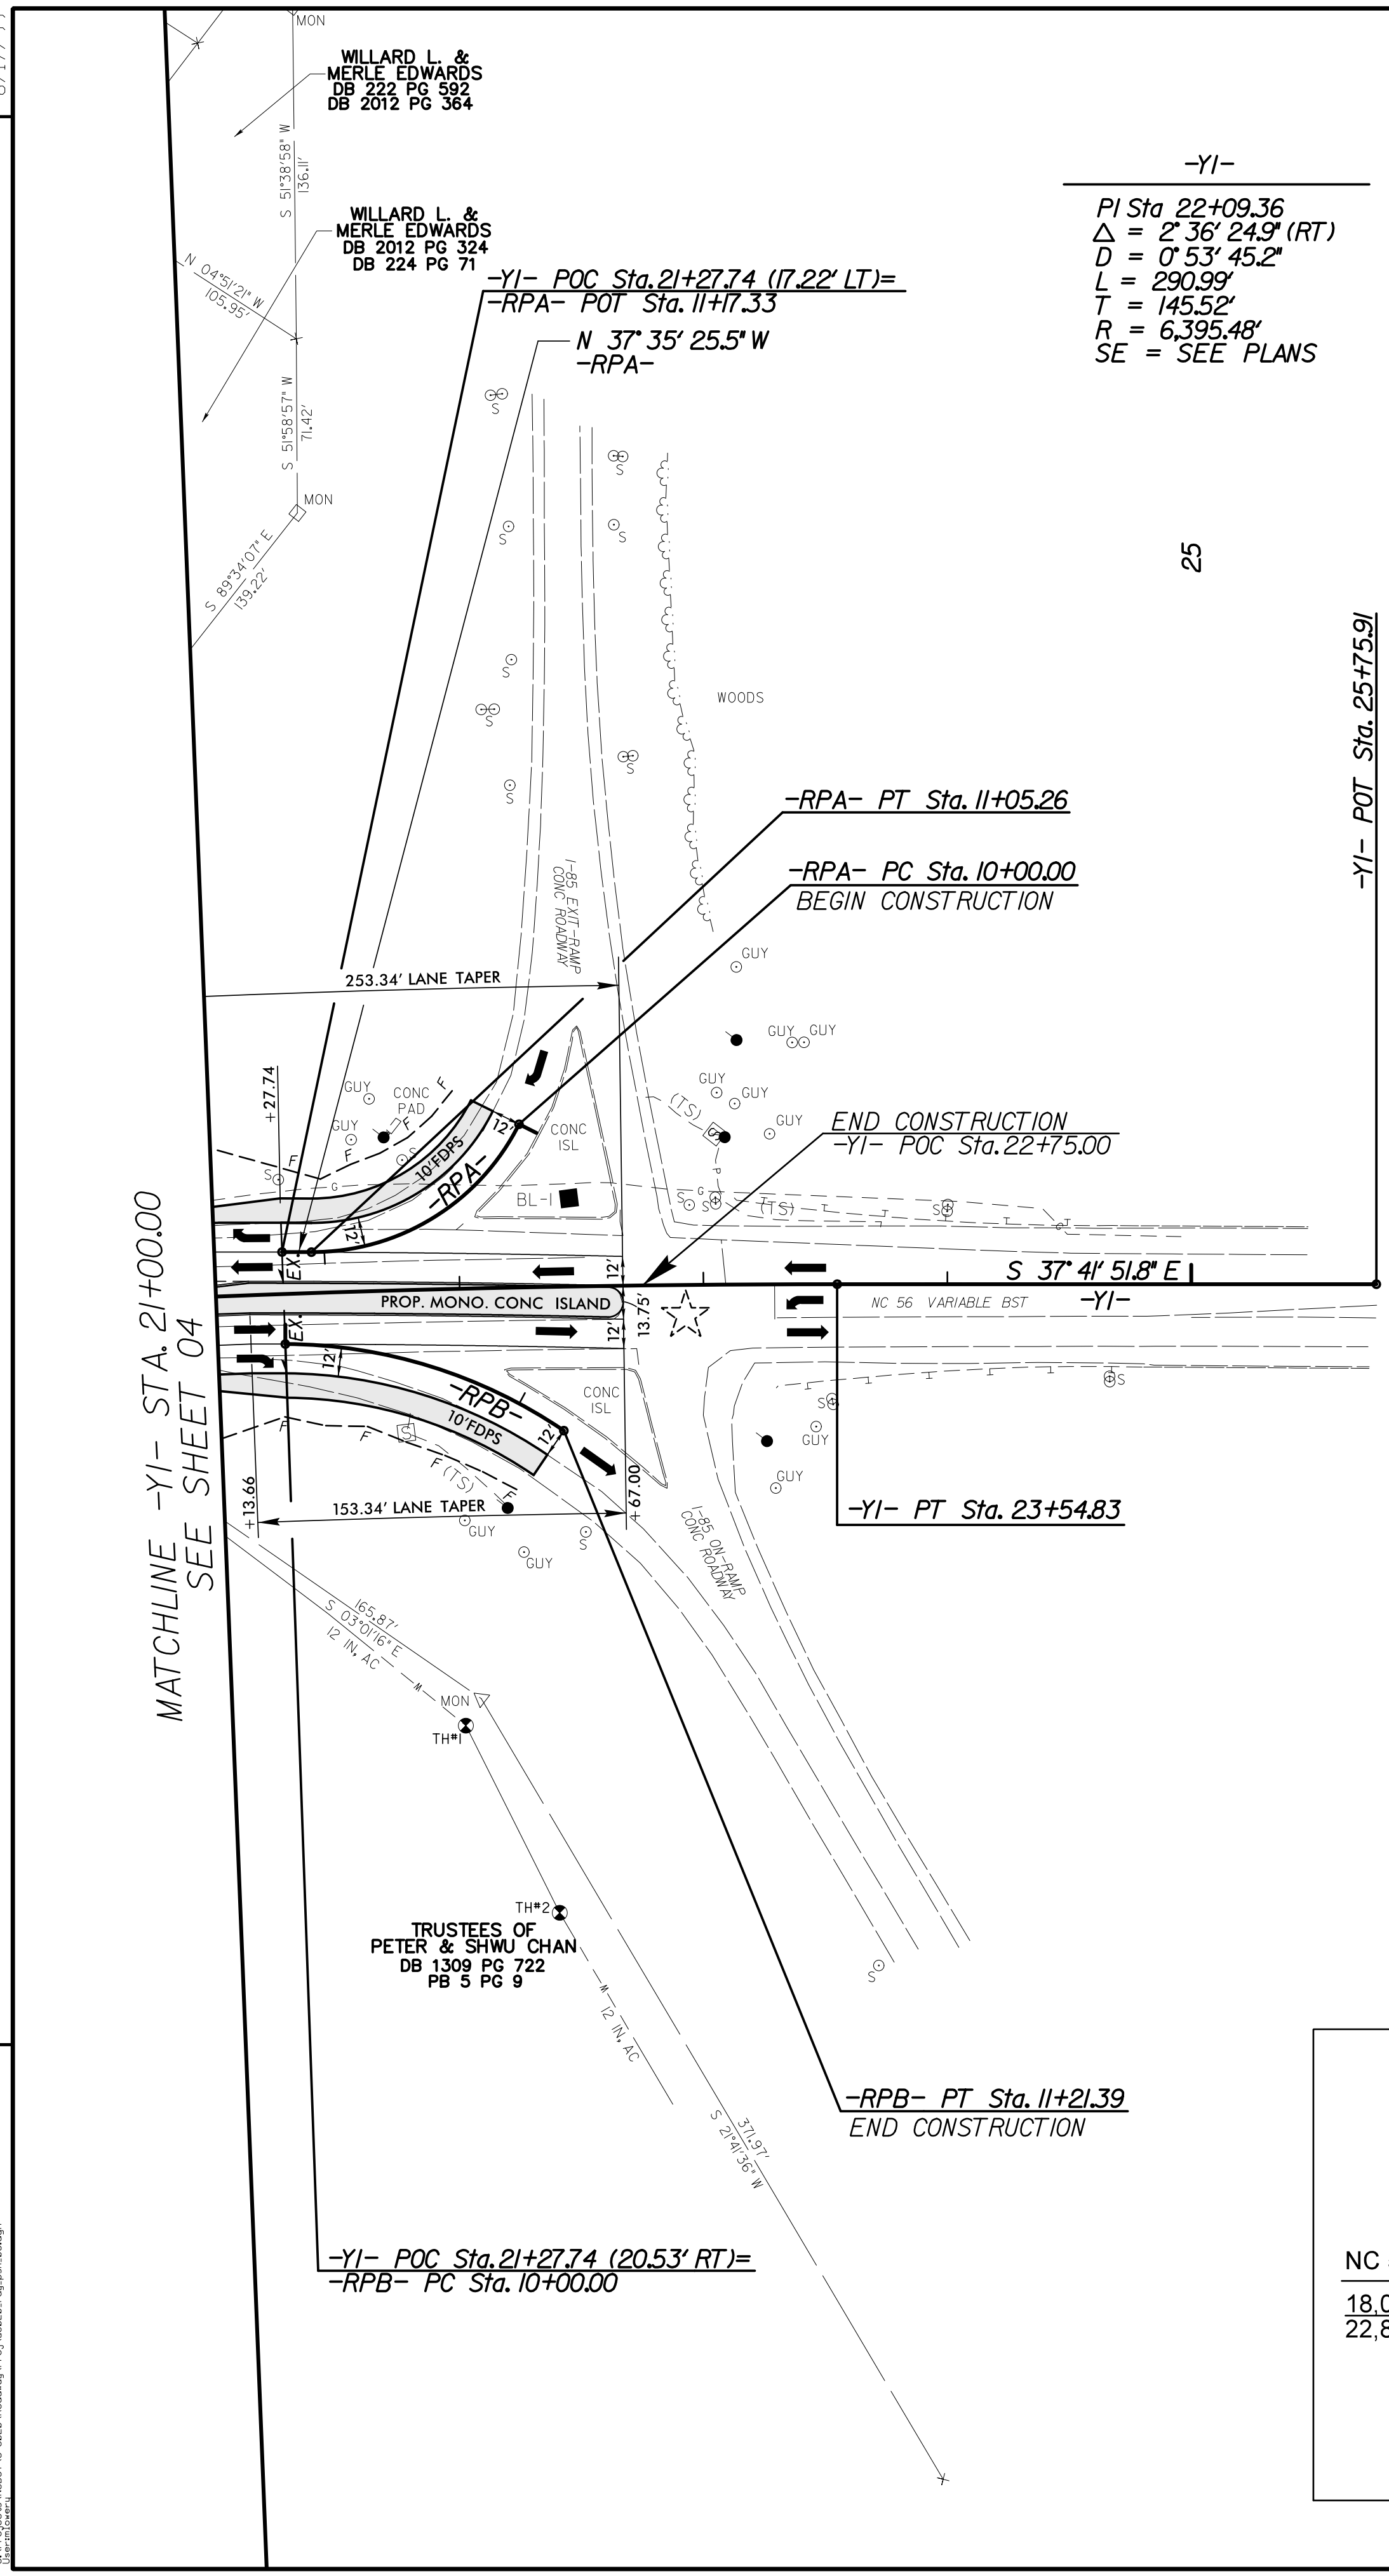 MON
WILLARD L. &
MERLE EDWARDS
DB 222 PG 592
DB 2012 PG 364
S 51°38'58" W
136.11'
WILLARD L. &
MERLE EDWARDS
DB 2012 PG 324
DB 224 PG 71
N 04°51'21" W
105.95'
S 51°58'57" W
71.42'
MON
S 89°34'07" E
139.22'
-Y1-
PI Sta 22+09.36
Δ = 2° 36' 24.9" (RT)
D = 0° 53' 45.2"
L = 290.99'
T = 145.52'
R = 6,395.48'
SE = SEE PLANS
-Y1- POC Sta. 21+27.74 (17.22' LT)=
-RPA- POT Sta. 11+17.33
N 37° 35' 25.5" W
-RPA-
S
S
S
S
S
S
S
S
25
WOODS
-Y1- POT Sta. 25+75.91
-RPA- PT Sta. 11+05.26
-RPA- PC Sta. 10+00.00
BEGIN CONSTRUCTION
I-85 EXIT-RAMP
CONC ROADWAY
253.34' LANE TAPER
GUY
GUY GUY
GUY
GUY
GUY
(TS)
S
P
+27.74
GUY
CONC
PAD
F
GUY
F
F
F
S
S
G
10'FDPS
12'
-RPA-
12'
CONC
ISL
BL-1
END CONSTRUCTION
-Y1- POC Sta. 22+75.00
S
G
S
(TS)
S
G
EX.
EX.
12'
12'
13.75'
PROP. MONO. CONC ISLAND
S 37° 41' 51.8" E
-Y1-
NC 56 VARIABLE BST
MATCHLINE -Y1- STA. 21+00.00
SEE SHEET 04
12'
-RPB-
10'FDPS
12'
CONC
ISL
F
F
S
F
F
(TS)
+13.66
153.34' LANE TAPER
+67.00
GUY
GUY
S
S
GUY
GUY
S
I-85 ON-RAMP
CONC ROADWAY
-Y1- PT Sta. 23+54.83
165.87'
S 03°01'16" E
12 IN, AC
W
MON
TH#1
TH#2
TRUSTEES OF
PETER & SHWU CHAN
DB 1309 PG 722
PB 5 PG 9
W
12 IN, AC
S
371.97'
S 21°41'36" W
-RPB- PT Sta. 11+21.39
END CONSTRUCTION
-Y1- POC Sta. 21+27.74 (20.53' RT)=
-RPB- PC Sta. 10+00.00
NC
18,0
22,8